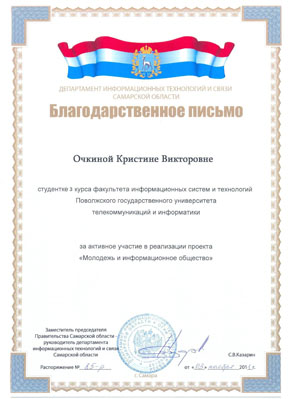 ДЕПАРТАМЕНТ ИНФОРМАЦИОННЫХ ТЕХНОЛОГИЙ И СВЯЗИ
САМАРСКОЙ ОБЛАСТИ
Благодарственное письмо
Очкиной Кристине Викторовне
студентке 3 курса факультета информационных систем и технологий
Поволжского государственного университета
телекоммуникаций и информатики
за активное участие в реализации проекта
«Молодежь и информационное общество»
Заместитель председателя
Правительства Самарской области –
руководитель департамента
информационных технологий и связи
Самарской области
С.В.Казарин
Распоряжение № 65-р
от «25» ноября 201
г. Самара